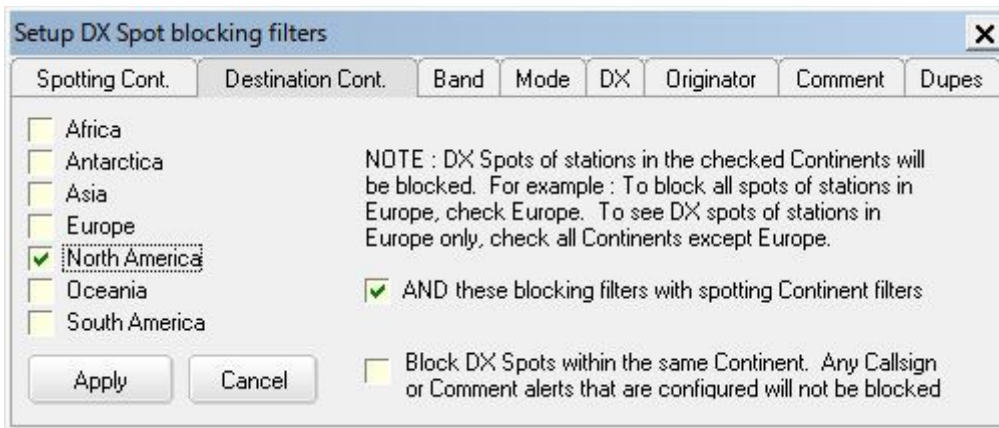 Setup DX Spot blocking filters
Spotting Cont. Destination Cont. Band Mode DX Originator Comment Dupes
Africa
Antarctica
Asia
Europe
North America
Oceania
South America
NOTE : DX Spots of stations in the checked Continents will
be blocked. For example : To block all spots of stations in
Europe, check Europe. To see DX spots of stations in
Europe only, check all Continents except Europe.
AND these blocking filters with spotting Continent filters
Block DX Spots within the same Continent. Any Callsign
or Comment alerts that are configured will not be blocked
Apply Cancel